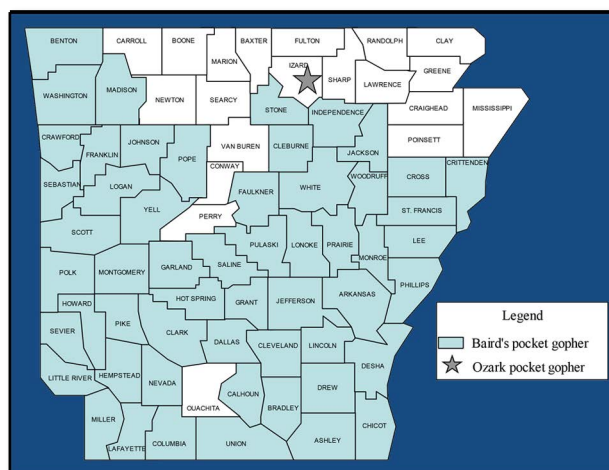 BENTON
CARROLL
BOONE
BAXTER
FULTON
RANDOLPH
CLAY
MARION
IZARD
SHARP
GREENE
WASHINGTON
MADISON
NEWTON
SEARCY
LAWRENCE
STONE
INDEPENDENCE
CRAIGHEAD
MISSISSIPPI
CRAWFORD
FRANKLIN
JOHNSON
POPE
VAN BUREN
CLEBURNE
JACKSON
POINSETT
SEBASTIAN
LOGAN
CONWAY
FAULKNER
WHITE
WOODRUFF
CROSS
CRITTENDEN
YELL
PERRY
ST. FRANCIS
SCOTT
PULASKI
LONOKE
PRAIRIE
MONROE
LEE
POLK
MONTGOMERY
GARLAND
SALINE
PHILLIPS
HOWARD
HOT SPRING
GRANT
JEFFERSON
ARKANSAS
SEVIER
PIKE
CLARK
DALLAS
CLEVELAND
LINCOLN
DESHA
LITTLE RIVER
HEMPSTEAD
NEVADA
OUACHITA
CALHOUN
BRADLEY
DREW
MILLER
LAFAYETTE
COLUMBIA
UNION
ASHLEY
CHICOT
Legend
Baird's pocket gopher
Ozark pocket gopher